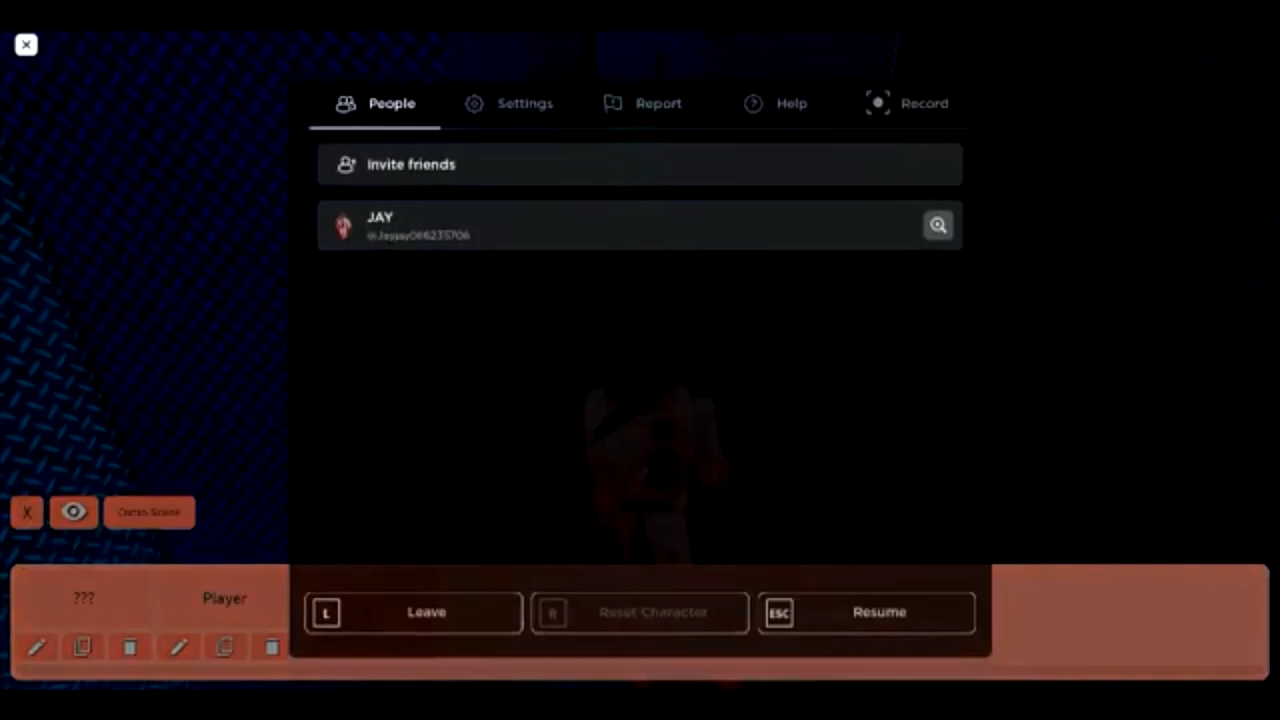 People Settings Report Help Record
Invite friends
JAY
X
???
Player
L Leave
R Reset Character
ESC Resume